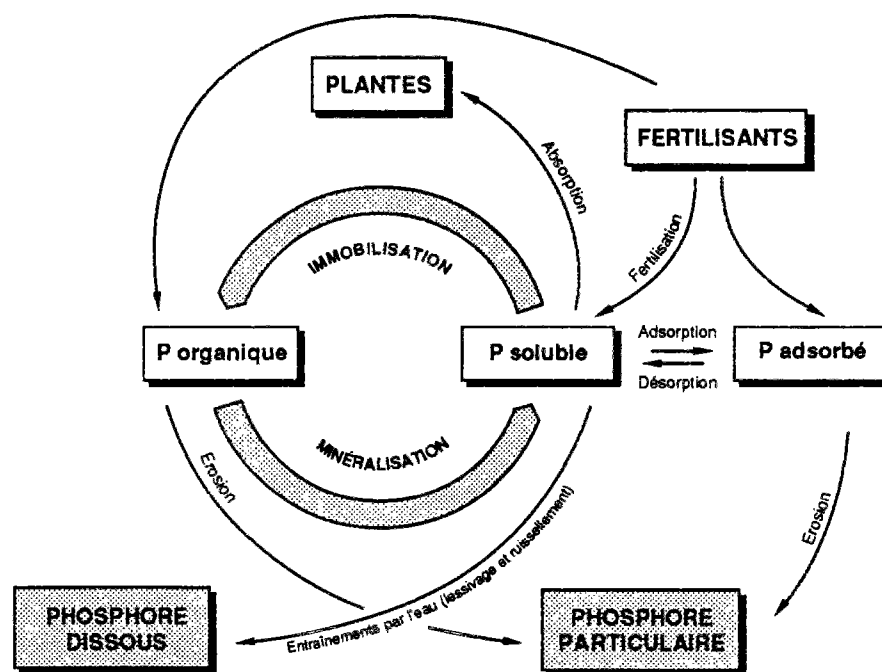 PLANTES
FERTILISANTS
Absorption
Fertilisation
IMMOBILISATION
P organique
P soluble
Adsorption
Désorption
P adsorbé
MINÉRALISATION
Erosion
Erosion
Entraînements par l'eau (lessivage et ruissellement)
PHOSPHORE
DISSOUS
PHOSPHORE
PARTICULAIRE